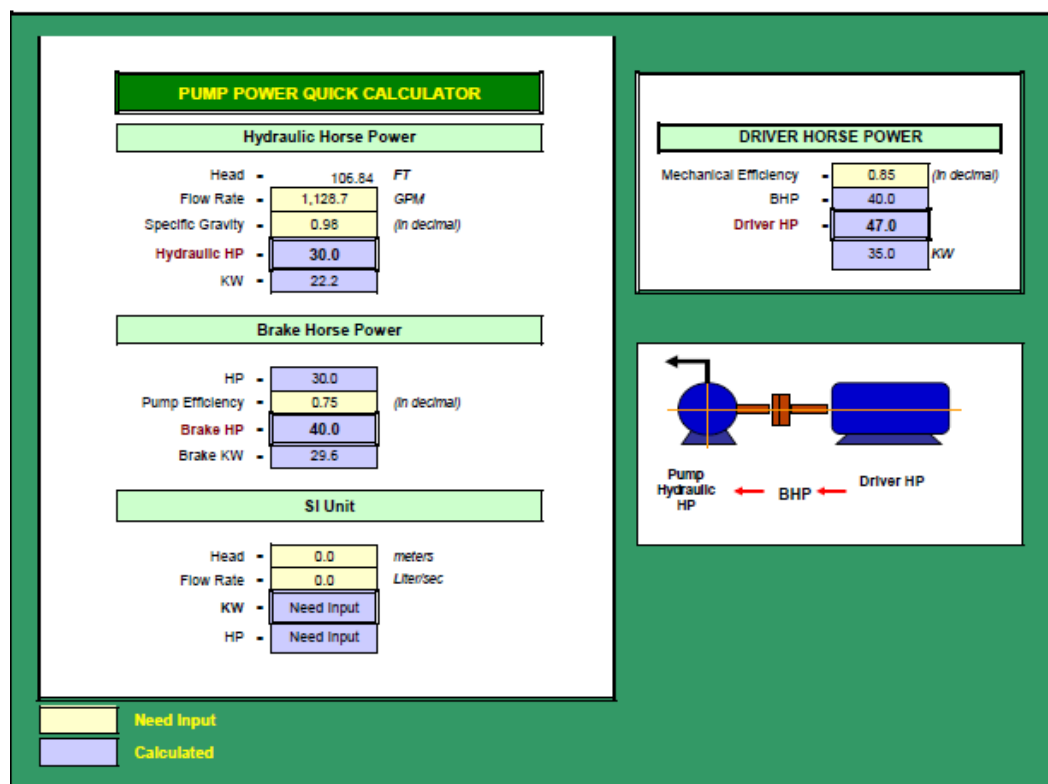 PUMP POWER QUICK CALCULATOR
Hydraulic Horse Power
Head = 106.84 FT
Flow Rate = 1,128.7 GPM
Specific Gravity = 0.98 (in decimal)
Hydraulic HP = 30.0
KW = 22.2
Brake Horse Power
HP = 30.0
Pump Efficiency = 0.75 (in decimal)
Brake HP = 40.0
Brake KW = 29.6
SI Unit
Head = 0.0 meters
Flow Rate = 0.0 Liter/sec
KW = Need Input
HP = Need Input
DRIVER HORSE POWER
Mechanical Efficiency = 0.85 (in decimal)
BHP = 40.0
Driver HP = 47.0
35.0 KW
Pump
Hydraulic
HP
BHP
Driver HP
Need Input
Calculated